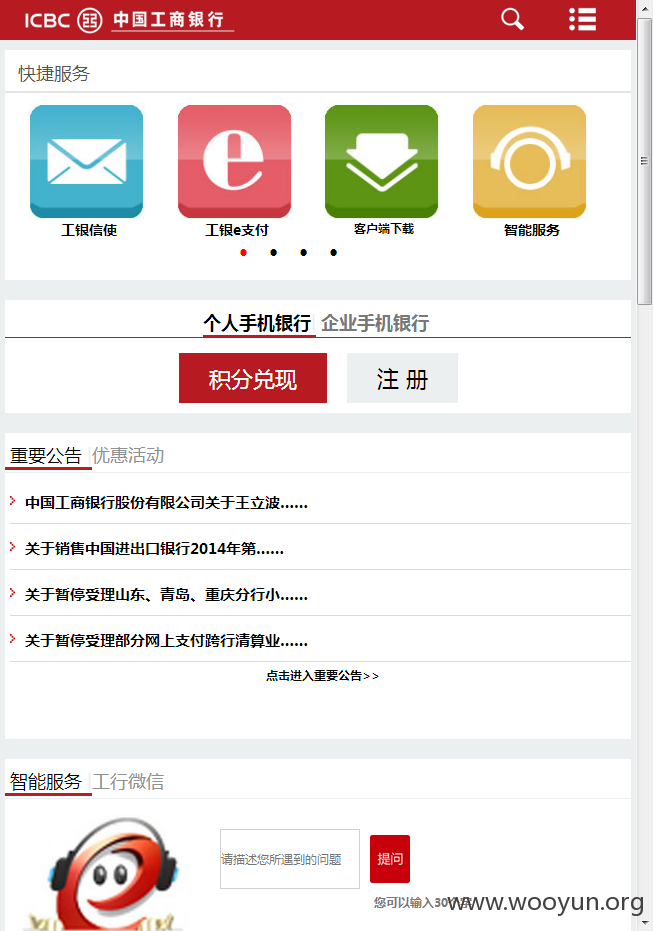 ICBC 中国工商银行
快捷服务
工银信使 工银e支付 客户端下载 智能服务
个人手机银行 企业手机银行
积分兑现 注 册
重要公告 优惠活动
中国工商银行股份有限公司关于王立波......
关于销售中国进出口银行2014年第......
关于暂停受理山东、青岛、重庆分行小......
关于暂停受理部分网上支付跨行清算业......
点击进入重要公告>>
智能服务 工行微信
请描述您所遇到的问题 提问
您可以输入30
www.wooyun.org